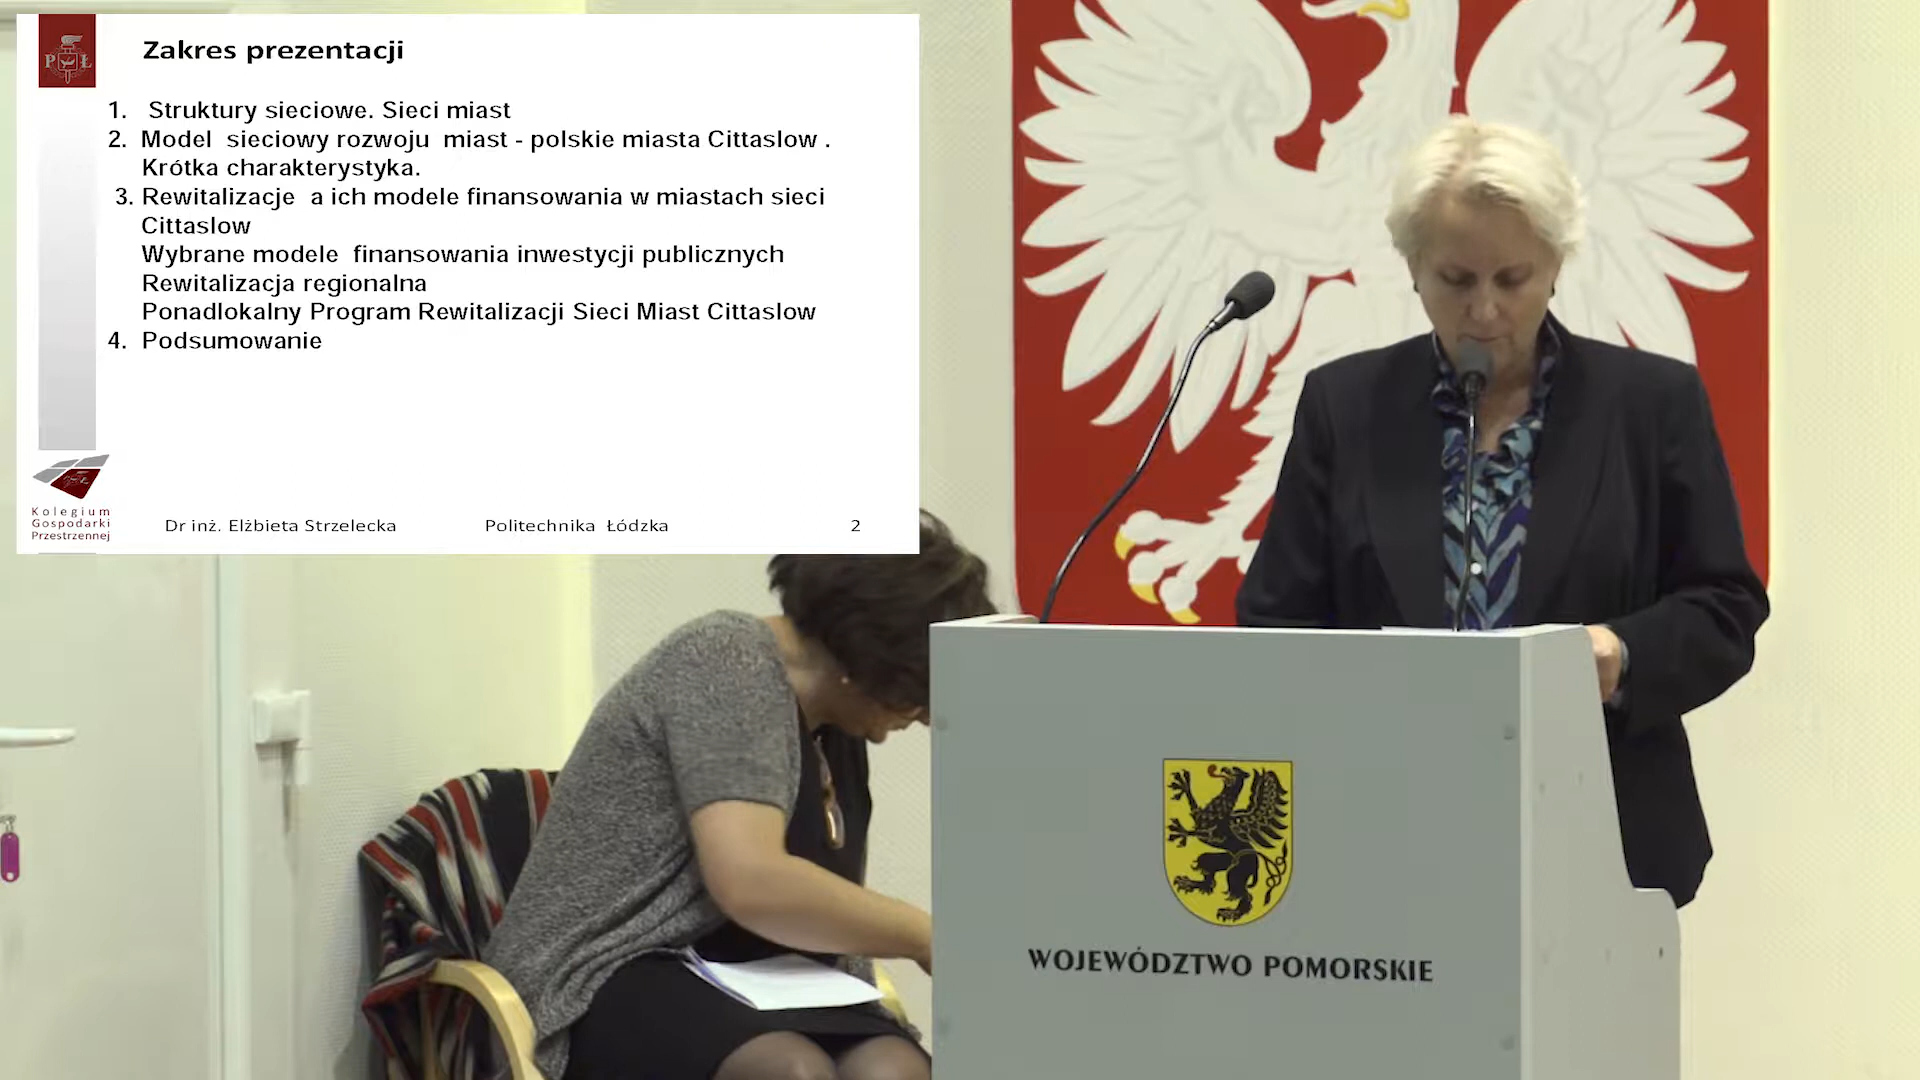 P Ł
Zakres prezentacji
1. Struktury sieciowe. Sieci miast
2. Model sieciowy rozwoju miast - polskie miasta Cittaslow .
Krótka charakterystyka.
3. Rewitalizacje a ich modele finansowania w miastach sieci
Cittaslow
Wybrane modele finansowania inwestycji publicznych
Rewitalizacja regionalna
Ponadlokalny Program Rewitalizacji Sieci Miast Cittaslow
4. Podsumowanie
Kolegium
Gospodarki
Przestrzennej
Dr inż. Elżbieta Strzelecka Politechnika Łódzka 2
WOJEWÓDZTWO POMORSKIE